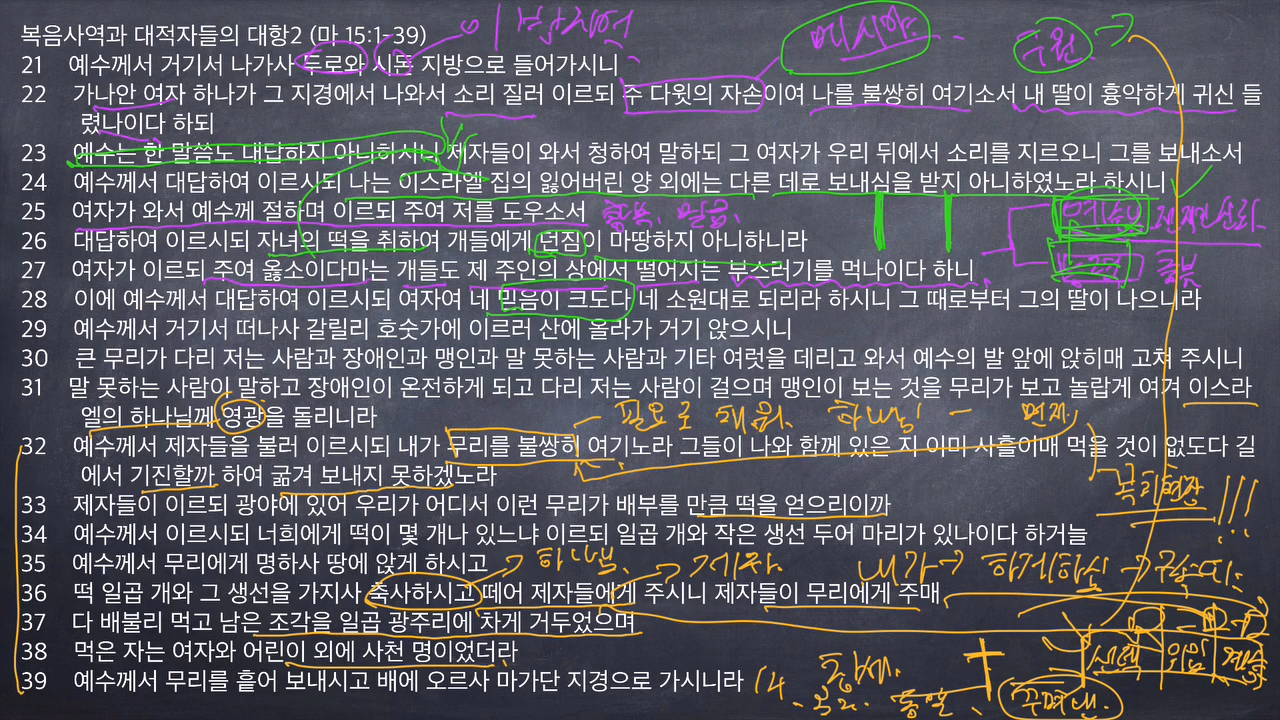 복음사역과 대적자들의 대항2 (마 15:1-39)
21 예수께서 거기서 나가사 두로와 시돈 지방으로 들어가시니
22 가나안 여자 하나가 그 지경에서 나와서 소리 질러 이르되 주 다윗의 자손이여 나를 불쌍히 여기소서 내 딸이 흉악하게 귀신 들
렸나이다 하되
23 예수는 한 말씀도 대답하지 아니하시니 제자들이 와서 청하여 말하되 그 여자가 우리 뒤에서 소리를 지르오니 그를 보내소서
24 예수께서 대답하여 이르시되 나는 이스라엘 집의 잃어버린 양 외에는 다른 데로 보내심을 받지 아니하였노라 하시니
25 여자가 와서 예수께 절하며 이르되 주여 저를 도우소서
26 대답하여 이르시되 자녀의 떡을 취하여 개들에게 던짐이 마땅하지 아니하니라
27 여자가 이르되 주여 옳소이다마는 개들도 제 주인의 상에서 떨어지는 부스러기를 먹나이다 하니
28 이에 예수께서 대답하여 이르시되 여자여 네 믿음이 크도다 네 소원대로 되리라 하시니 그 때로부터 그의 딸이 나으니라
29 예수께서 거기서 떠나사 갈릴리 호숫가에 이르러 산에 올라가 거기 앉으시니
30 큰 무리가 다리 저는 사람과 장애인과 맹인과 말 못하는 사람과 기타 여럿을 데리고 와서 예수의 발 앞에 앉히매 고쳐 주시니
31 말 못하는 사람이 말하고 장애인이 온전하게 되고 다리 저는 사람이 걸으며 맹인이 보는 것을 무리가 보고 놀랍게 여겨 이스라
엘의 하나님께 영광을 돌리니라
32 예수께서 제자들을 불러 이르시되 내가 무리를 불쌍히 여기노라 그들이 나와 함께 있은 지 이미 사흘이매 먹을 것이 없도다 길
에서 기진할까 하여 굶겨 보내지 못하겠노라
33 제자들이 이르되 광야에 있어 우리가 어디서 이런 무리가 배부를 만큼 떡을 얻으리이까
34 예수께서 이르시되 너희에게 떡이 몇 개나 있느냐 이르되 일곱 개와 작은 생선 두어 마리가 있나이다 하거늘
35 예수께서 무리에게 명하사 땅에 앉게 하시고
36 떡 일곱 개와 그 생선을 가지사 축사하시고 떼어 제자들에게 주시니 제자들이 무리에게 주매
37 다 배불리 먹고 남은 조각을 일곱 광주리에 차게 거두었으며
38 먹은 자는 여자와 어린이 외에 사천 명이었더라
39 예수께서 무리를 흩어 보내시고 배에 오르사 마가단 지경으로 가시니라
메시아
구원
필요로 채움 하나님 먼저
목회현장 !!!
하나님
제자
내가 → 하게하심
선택 위임 계승
14
동일